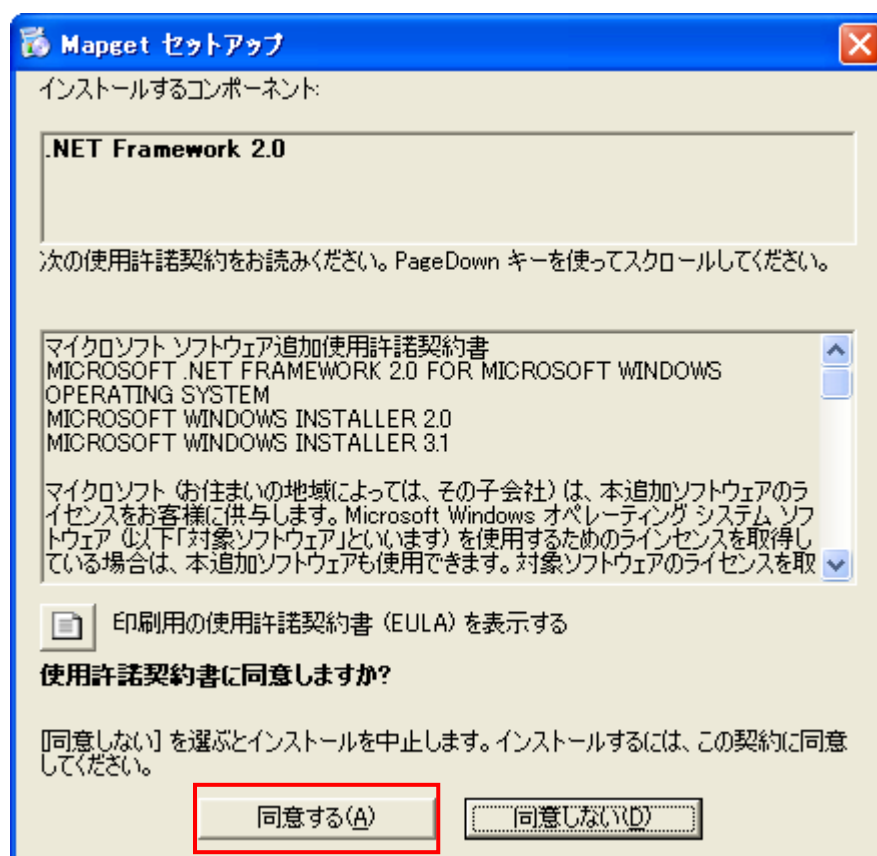 Mapget セットアップ
インストールするコンポーネント:
.NET Framework 2.0
次の使用許諾契約をお読みください。PageDown キーを使ってスクロールしてください。
マイクロソフト ソフトウェア追加使用許諾契約書
MICROSOFT .NET FRAMEWORK 2.0 FOR MICROSOFT WINDOWS
OPERATING SYSTEM
MICROSOFT WINDOWS INSTALLER 2.0
MICROSOFT WINDOWS INSTALLER 3.1
マイクロソフト (お住まいの地域によっては、その子会社) は、本追加ソフトウェアのラ
イセンスをお客様に供与します。Microsoft Windows オペレーティング システム ソフ
トウェア (以下「対象ソフトウェア」といいます) を使用するためのラインセンスを取得し
ている場合は、本追加ソフトウェアも使用できます。対象ソフトウェアのライセンスを取
印刷用の使用許諾契約書 (EULA) を表示する
使用許諾契約書に同意しますか?
[同意しない] を選ぶとインストールを中止します。インストールするには、この契約に同意
してください。
同意する(A) 同意しない(D)